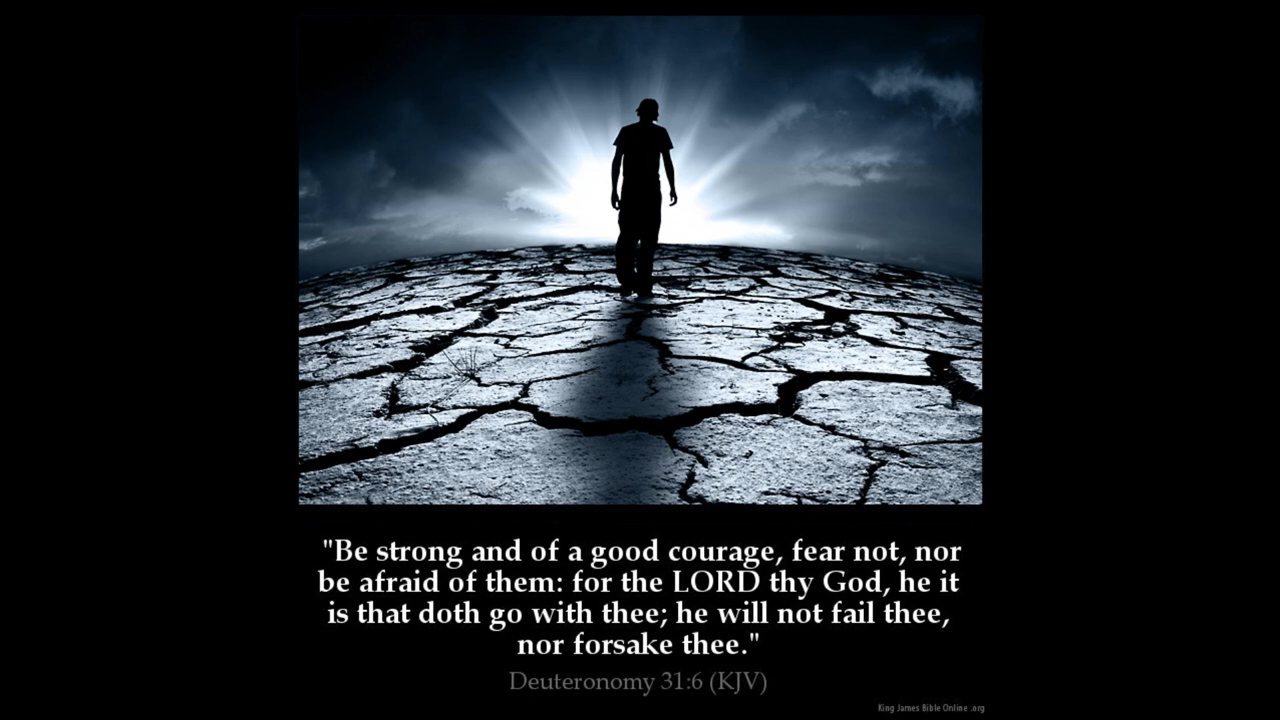 "Be strong and of a good courage, fear not, nor
be afraid of them: for the LORD thy God, he it
is that doth go with thee; he will not fail thee,
nor forsake thee."
Deuteronomy 31:6 (KJV)
King James Bible Online .org